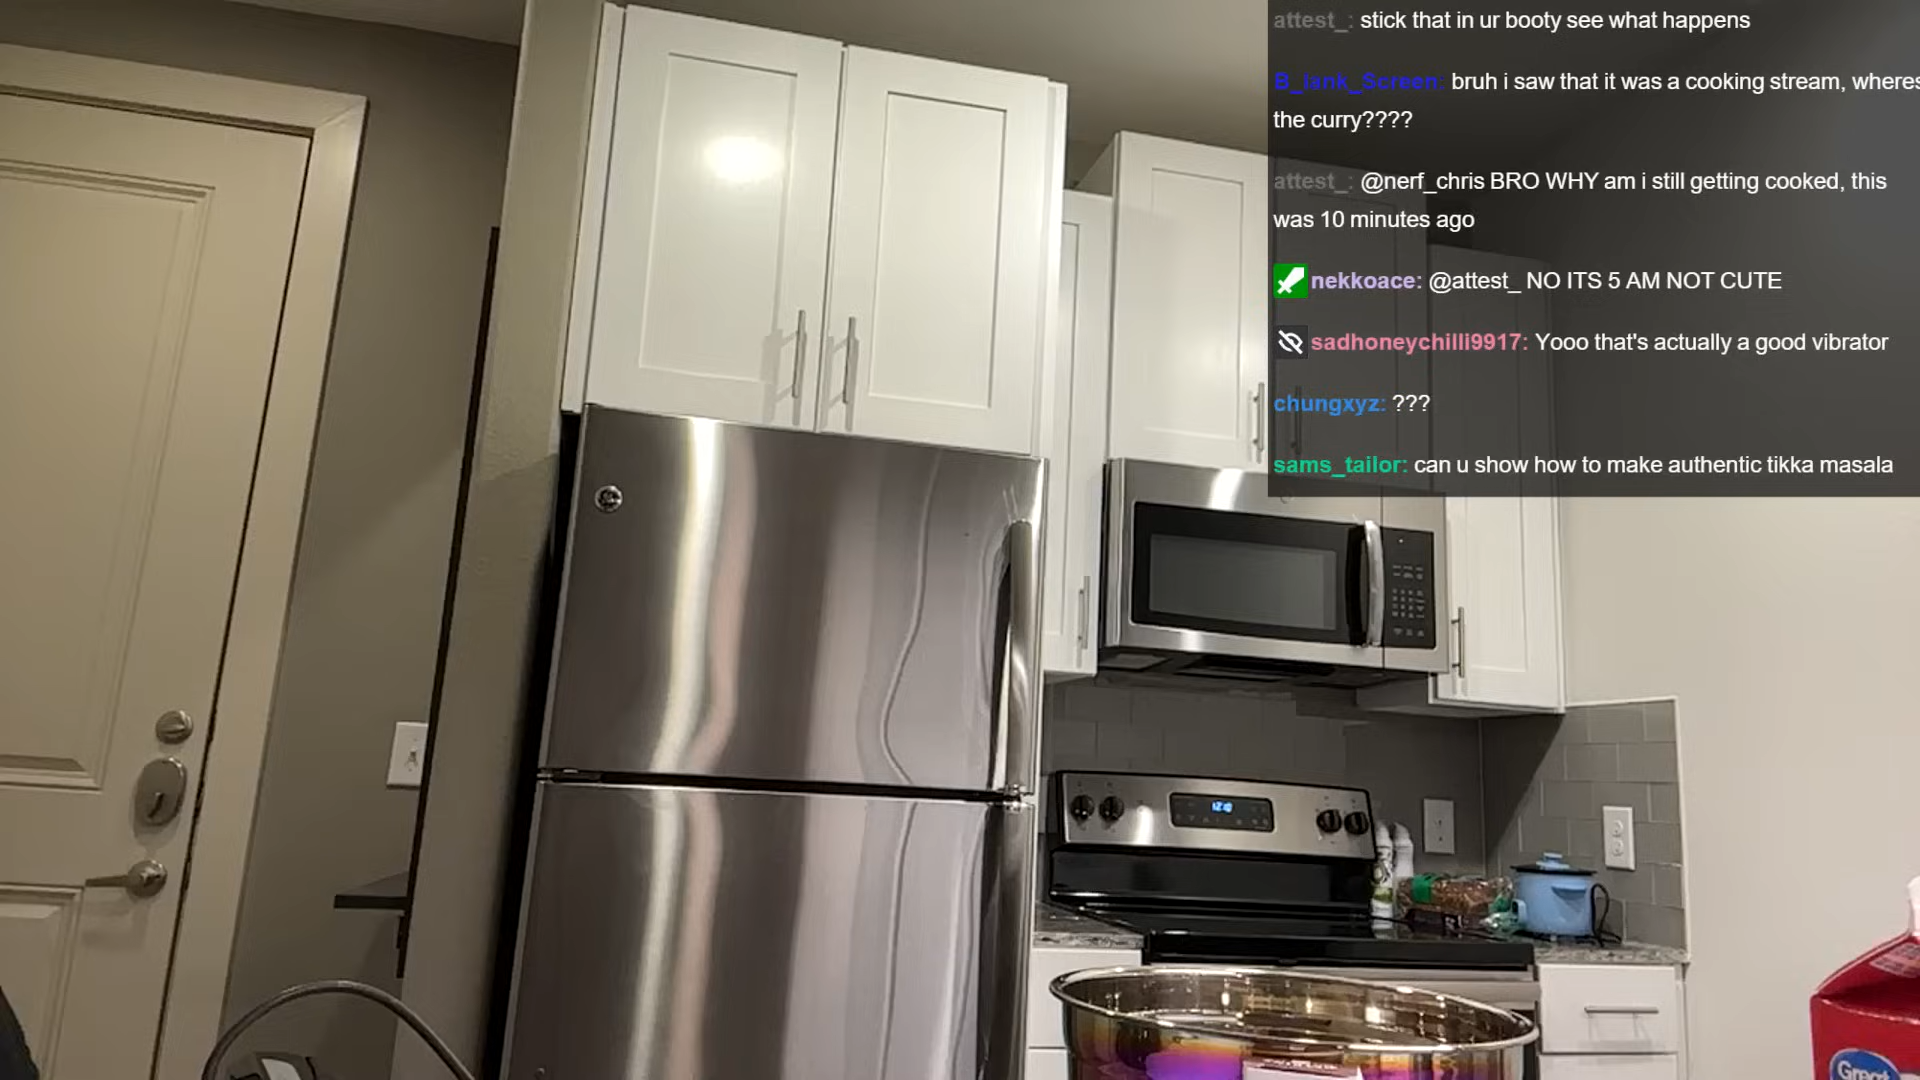 attest_: stick that in ur booty see what happens
B_lank_Screen: bruh i saw that it was a cooking stream, wheres
the curry????
attest_: @nerf_chris BRO WHY am i still getting cooked, this
was 10 minutes ago
nekkoace: @attest_ NO ITS 5 AM NOT CUTE
sadhoneychilli9917: Yooo that's actually a good vibrator
chungxyz: ???
sams_tailor: can u show how to make authentic tikka masala
Great